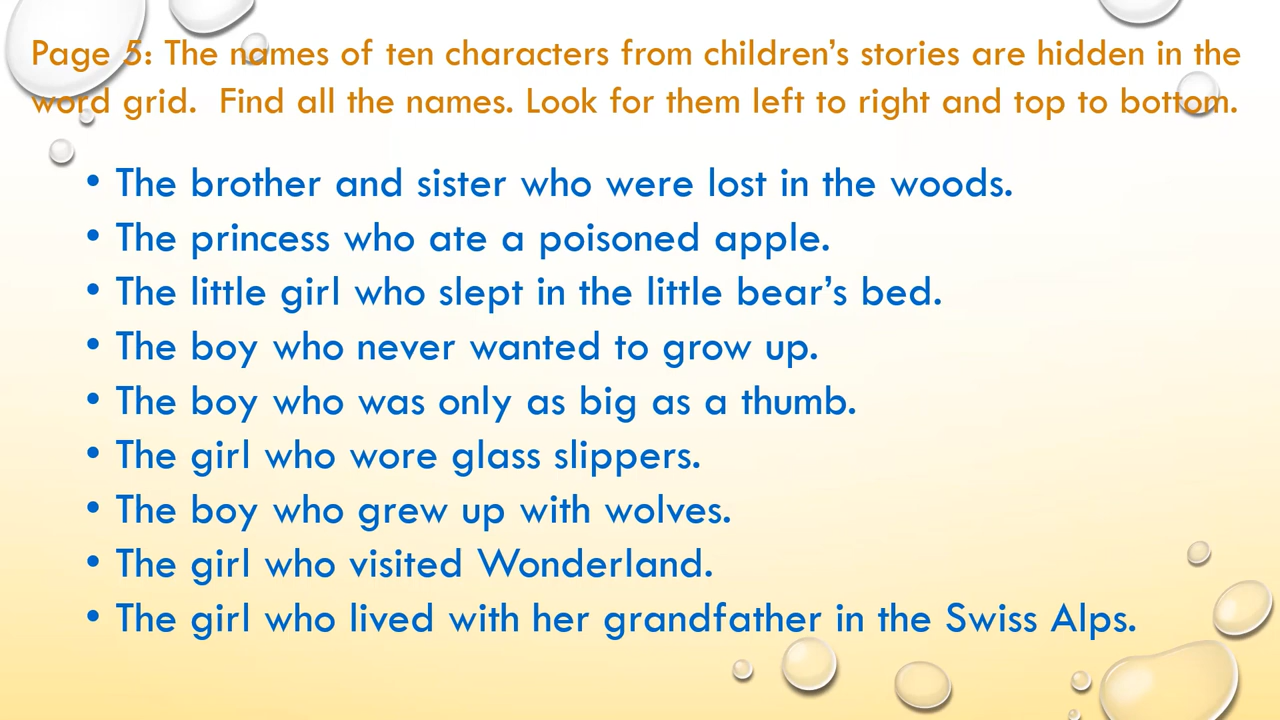 Page 5: The names of ten characters from children’s stories are hidden in the
word grid.  Find all the names. Look for them left to right and top to bottom.
• The brother and sister who were lost in the woods.
• The princess who ate a poisoned apple.
• The little girl who slept in the little bear’s bed.
• The boy who never wanted to grow up.
• The boy who was only as big as a thumb.
• The girl who wore glass slippers.
• The boy who grew up with wolves.
• The girl who visited Wonderland.
• The girl who lived with her grandfather in the Swiss Alps.